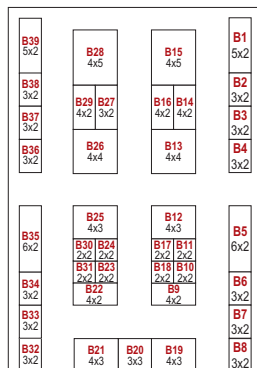 B39
5x2
B38
3x2
B37
3x2
B36
3x2
B28
4x5
B29 B27
4x2 3x2
B26
4x4
B15
4x5
B16 B14
4x2 4x2
B13
4x4
B1
5x2
B2
3x2
B3
3x2
B4
3x2
B35
6x2
B34
3x2
B33
3x2
B32
3x2
B25
4x3
B30 B24
2x2 2x2
B31 B23
2x2 2x2
B22
4x2
B12
4x3
B17 B11
2x2 2x2
B18 B10
2x2 2x2
B9
4x2
B5
6x2
B6
3x2
B7
3x2
B8
3x2
B21 B20 B19
4x3 3x3 4x3